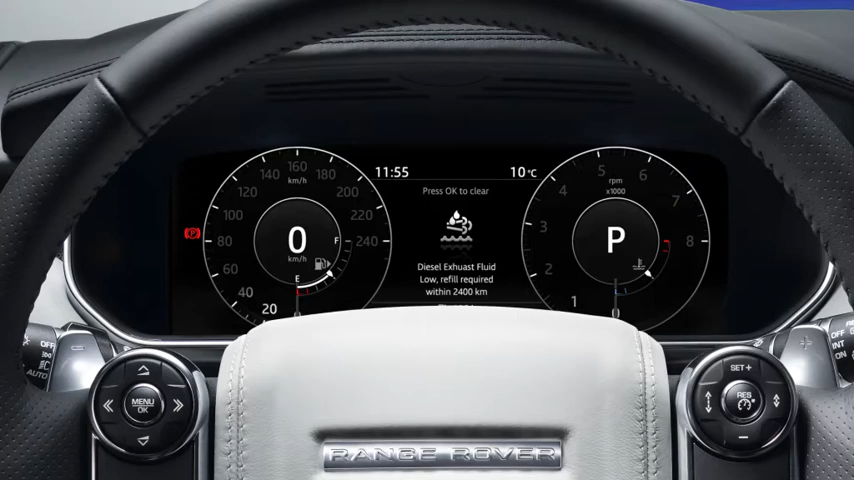 11:55
10°C
Press OK to clear
Diesel Exhuast Fluid
Low, refill required
within 2400 km
20
40
60
80
100
120
140
160
km/h
180
200
220
240
0
km/h
F
E
P
1
2
3
4
5
rpm
x1000
6
7
8
P
OFF
AUTO
MENU
OK
SET +
RES
−
OFF
INT
ON
RANGE ROVER